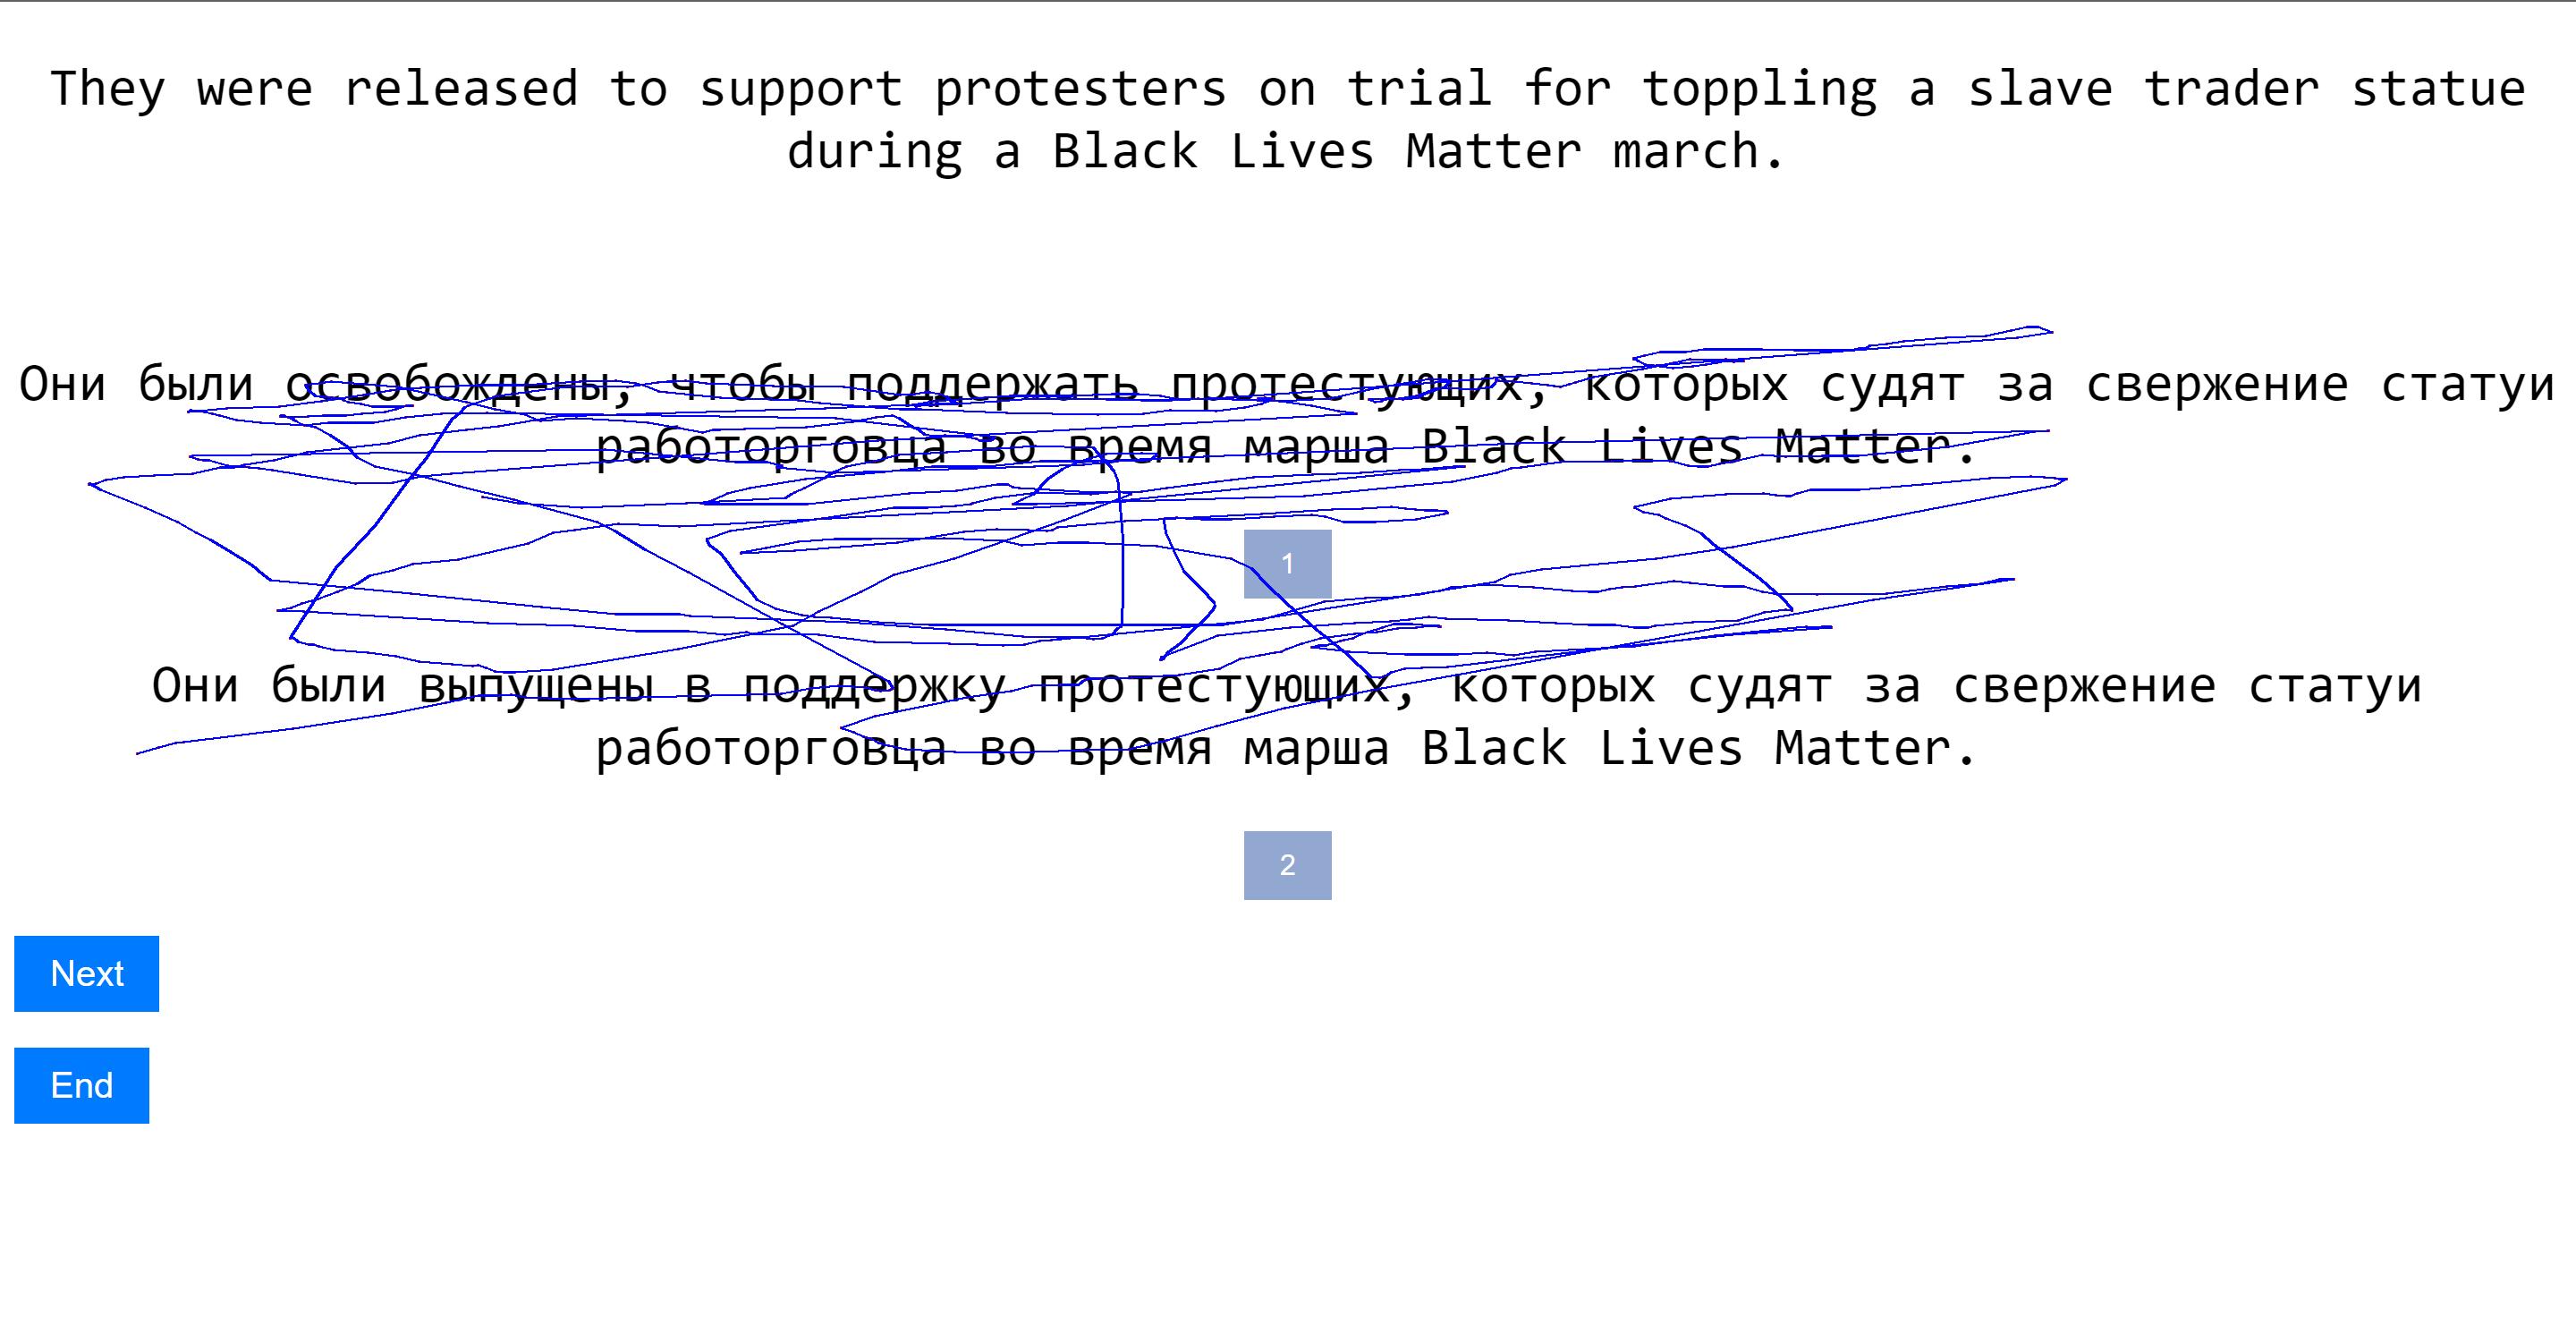 They were released to support protesters on trial for toppling a slave trader statue
during a Black Lives Matter march.
Они были освобождены, чтобы поддержать протестующих, которых судят за свержение статуи
работорговца во время марша Black Lives Matter.
1
Они были выпущены в поддержку протестующих, которых судят за свержение статуи
работорговца во время марша Black Lives Matter.
2
Next
End